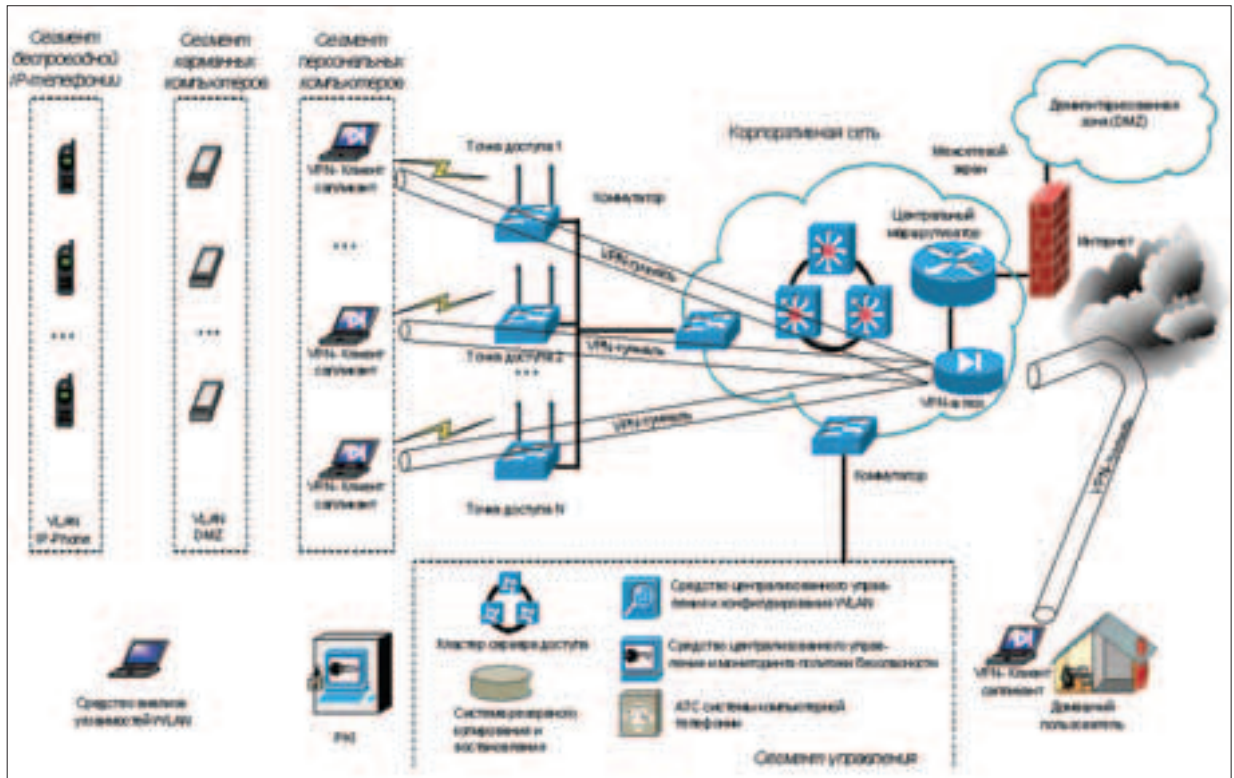 Сегмент
беспроводной
IP-телефонии
Сегмент
карманных
компьютеров
Сегмент
персональных
компьютеров
VPN- Клиент
саппликант
...
VPN- Клиент
саппликант
...
...
VPN- Клиент
саппликант
VLAN
IP-Phone
VLAN
DMZ
Точка доступа 1
Коммутатор
Точка доступа 2
...
Точка доступа N
VPN-туннель
VPN-туннель
VPN-туннель
Корпоративная сеть
Центральный
маршрутизатор
VPN-шлюз
Коммутатор
Межсетевой
экран
Демилитаризованная
зона (DMZ)
Интернет
VPN-туннель
VPN- Клиент
саппликант
Домашний
пользователь
Средство анализа
уязвимостей WLAN
PKI
Кластер сервера доступа
Система резервного
копирования и
восстановления
Средство централизованного управ-
ления и конфигурирования WLAN
Средство централизованного управ-
ления и мониторинга политики безопасности
АТС системы компьютерной
телефонии
Сегмент управления